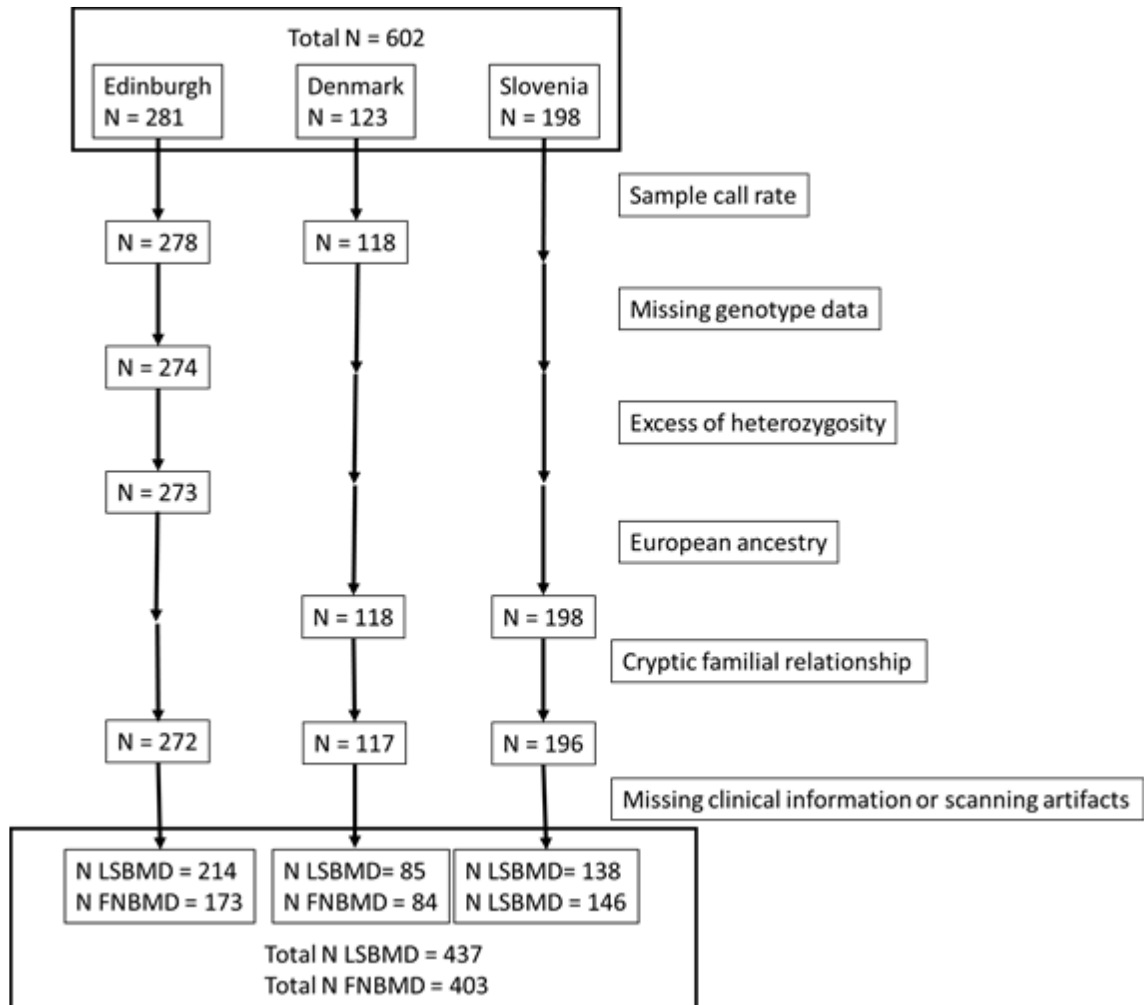 Total N = 602
Edinburgh
N = 281
Denmark
N = 123
Slovenia
N = 198
Sample call rate
N = 278
N = 118
Missing genotype data
N = 274
Excess of heterozygosity
N = 273
European ancestry
N = 118
N = 198
Cryptic familial relationship
N = 272
N = 117
N = 196
Missing clinical information or scanning artifacts
N LSBMD = 214
N FNBMD = 173
N LSBMD= 85
N FNBMD = 84
N LSBMD= 138
N LSBMD = 146
Total N LSBMD = 437
Total N FNBMD = 403